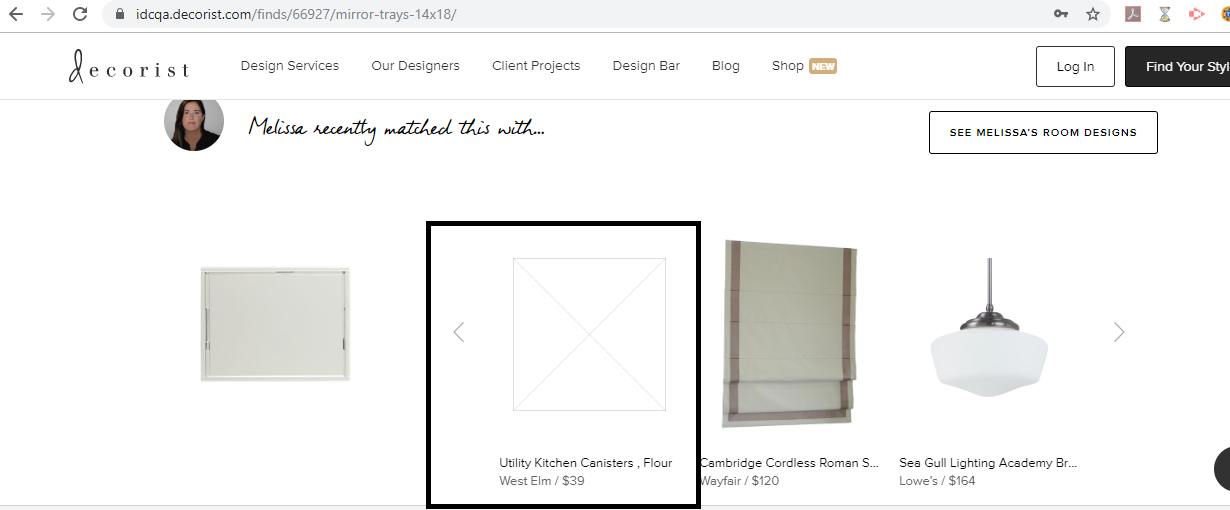 idcqa.decorist.com/finds/66927/mirror-trays-14x18/
decorist
Design Services
Our Designers
Client Projects
Design Bar
Blog
Shop NEW
Log In
Find Your Styl
Melissa recently matched this with...
SEE MELISSA'S ROOM DESIGNS
Utility Kitchen Canisters , Flour
West Elm / $39
Cambridge Cordless Roman S...
Wayfair / $120
Sea Gull Lighting Academy Br...
Lowe's / $164